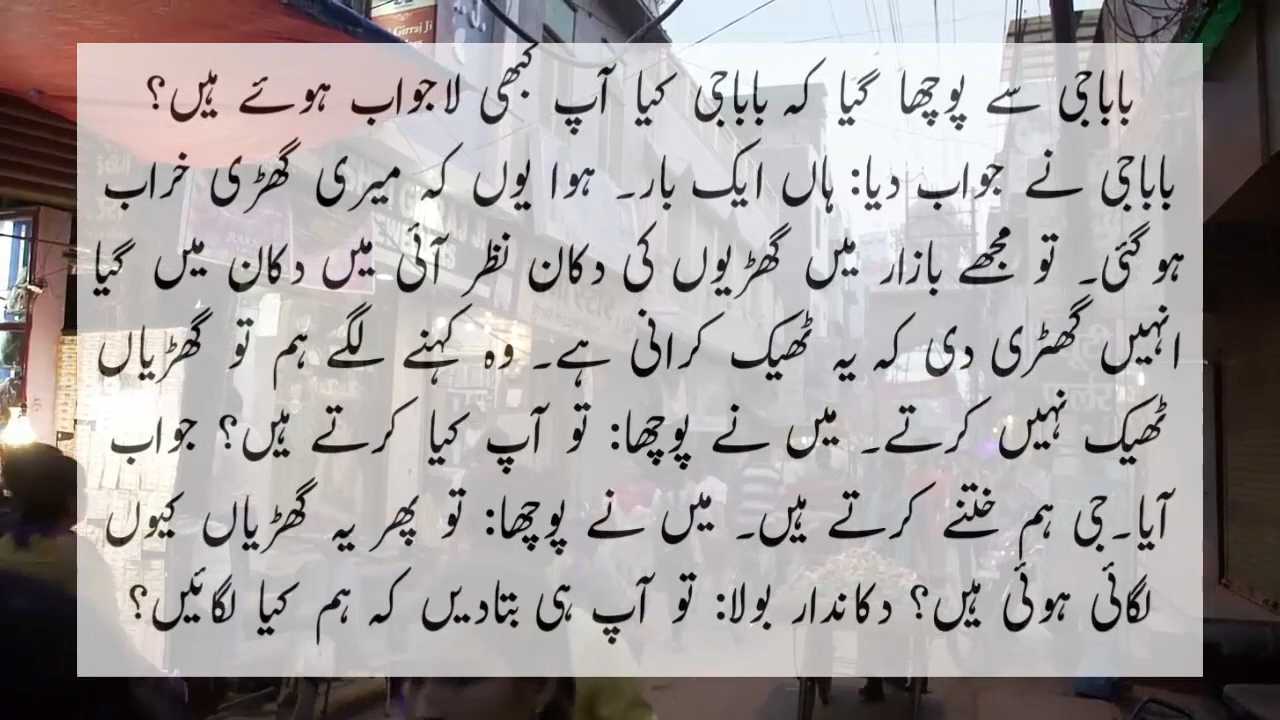 Girraj Ji
باباجی سے پوچھا گیا کہ باباجی کیا آپ کبھی لاجواب ہوئے ہیں؟
باباجی نے جواب دیا: ہاں ایک بار۔ ہوا یوں کہ میری گھڑی خراب
ہوگئی۔ تو مجھے بازار میں گھڑیوں کی دکان نظر آئی میں دکان میں گیا
انہیں گھڑی دی کہ یہ ٹھیک کرانی ہے۔ وہ کہنے لگے ہم تو گھڑیاں
ٹھیک نہیں کرتے۔ میں نے پوچھا: تو آپ کیا کرتے ہیں؟ جواب
آیا۔جی ہم ختنے کرتے ہیں۔ میں نے پوچھا: تو پھر یہ گھڑیاں کیوں
لگائی ہوئی ہیں؟ دکاندار بولا: تو آپ ہی بتادیں کہ ہم کیا لگائیں؟